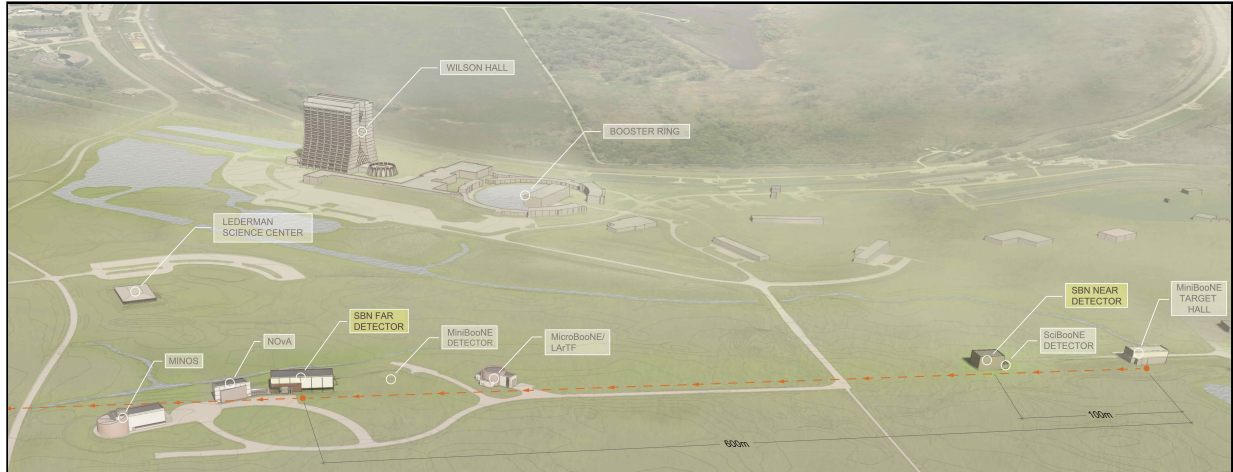 WILSON HALL
BOOSTER RING
LEDERMAN
SCIENCE CENTER
SBN NEAR
DETECTOR
MiniBooNE
TARGET
HALL
SBN FAR
DETECTOR
MiniBooNE
DETECTOR
MicroBooNE/
LArTF
SciBooNE
DETECTOR
NOvA
MINOS
100m
600m